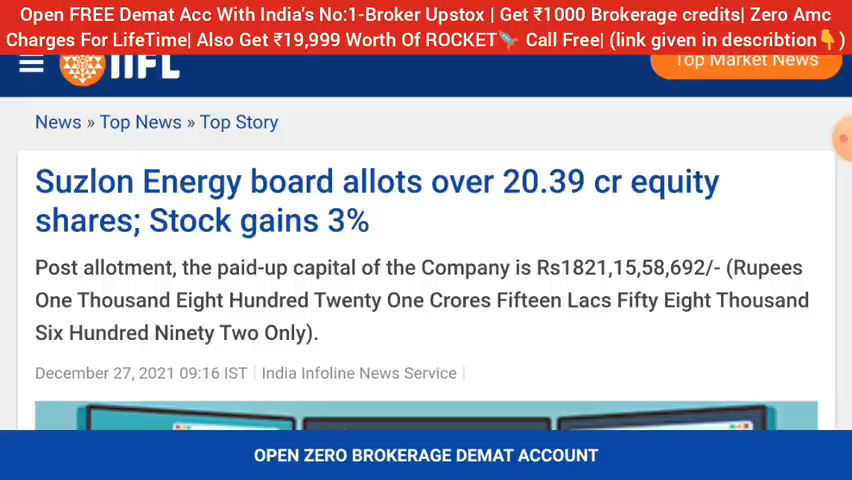 Open FREE Demat Acc With India's No:1-Broker Upstox | Get ₹1000 Brokerage credits| Zero Amc
Charges For LifeTime| Also Get ₹19,999 Worth Of ROCKET🚀 Call Free| (link given in describtion👇)
IIFL
Top Market News
News » Top News » Top Story
Suzlon Energy board allots over 20.39 cr equity
shares; Stock gains 3%
Post allotment, the paid-up capital of the Company is Rs1821,15,58,692/- (Rupees
One Thousand Eight Hundred Twenty One Crores Fifteen Lacs Fifty Eight Thousand
Six Hundred Ninety Two Only).
December 27, 2021 09:16 IST | India Infoline News Service |
OPEN ZERO BROKERAGE DEMAT ACCOUNT